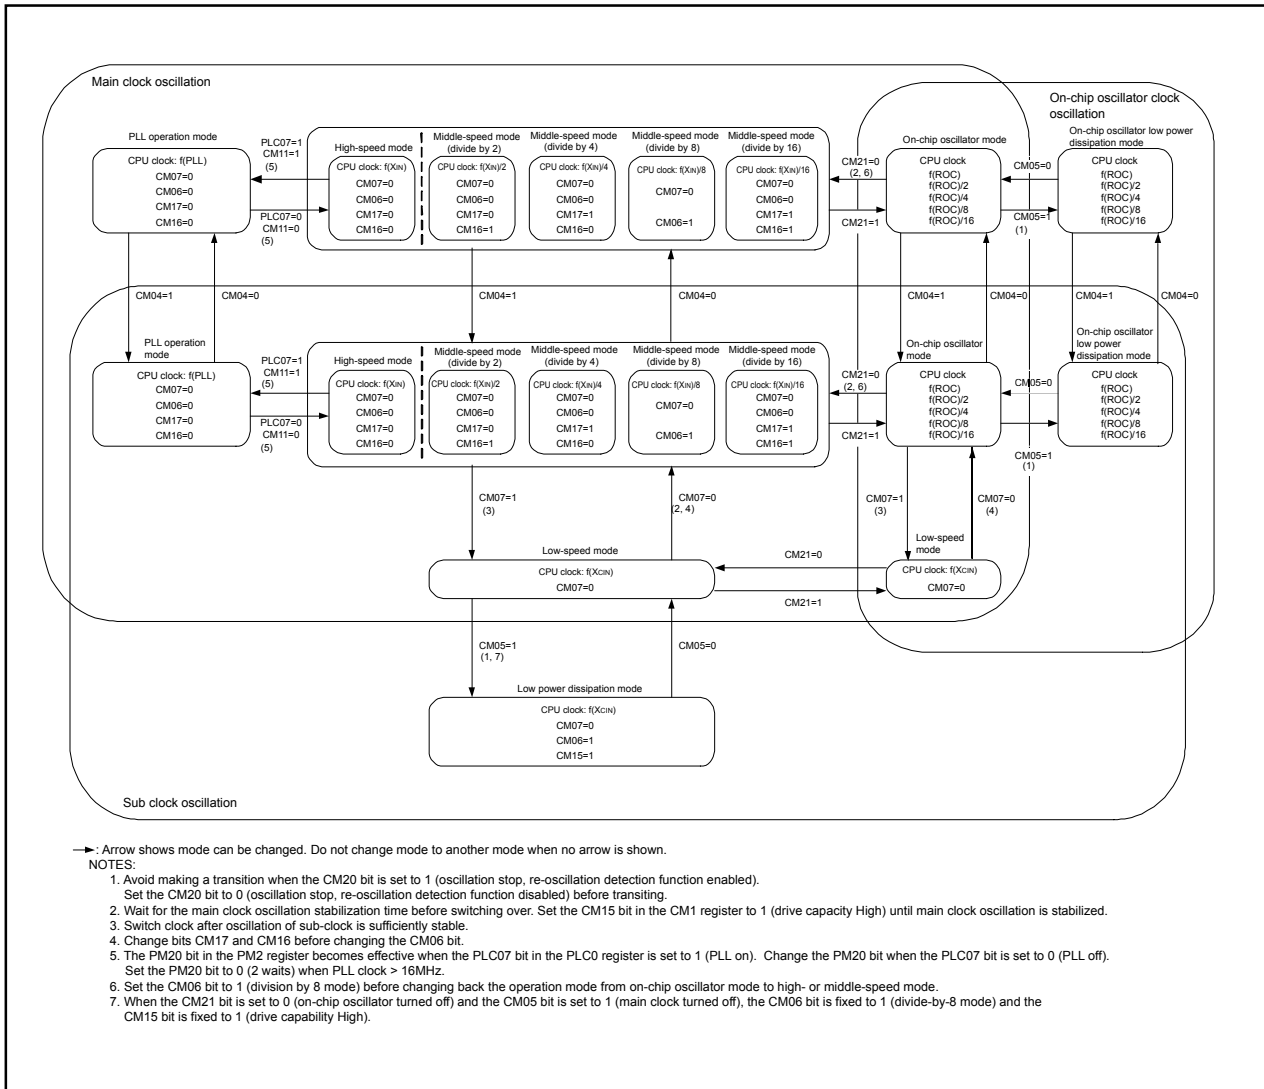 Main clock oscillation
On-chip oscillator clock
oscillation
PLL operation mode
CPU clock: f(PLL)
CM07=0
CM06=0
CM17=0
CM16=0
PLC07=1
CM11=1
(5)
PLC07=0
CM11=0
(5)
High-speed mode
CPU clock: f(XIN)
CM07=0
CM06=0
CM17=0
CM16=0
Middle-speed mode
(divide by 2)
CPU clock: f(XIN)/2
CM07=0
CM06=0
CM17=0
CM16=1
Middle-speed mode
(divide by 4)
CPU clock: f(XIN)/4
CM07=0
CM06=0
CM17=1
CM16=0
Middle-speed mode
(divide by 8)
CPU clock: f(XIN)/8
CM07=0
CM06=1
Middle-speed mode
(divide by 16)
CPU clock: f(XIN)/16
CM07=0
CM06=0
CM17=1
CM16=1
CM21=0
(2, 6)
CM21=1
On-chip oscillator mode
CPU clock
f(ROC)
f(ROC)/2
f(ROC)/4
f(ROC)/8
f(ROC)/16
CM05=0
CM05=1
(1)
On-chip oscillator low power
dissipation mode
CPU clock
f(ROC)
f(ROC)/2
f(ROC)/4
f(ROC)/8
f(ROC)/16
CM04=1
CM04=0
CM04=1
CM04=0
CM04=1
CM04=0
CM04=1
CM04=0
PLL operation
mode
CPU clock: f(PLL)
CM07=0
CM06=0
CM17=0
CM16=0
PLC07=1
CM11=1
(5)
PLC07=0
CM11=0
(5)
High-speed mode
CPU clock: f(XIN)
CM07=0
CM06=0
CM17=0
CM16=0
Middle-speed mode
(divide by 2)
CPU clock: f(XIN)/2
CM07=0
CM06=0
CM17=0
CM16=1
Middle-speed mode
(divide by 4)
CPU clock: f(XIN)/4
CM07=0
CM06=0
CM17=1
CM16=0
Middle-speed mode
(divide by 8)
CPU clock: f(XIN)/8
CM07=0
CM06=1
Middle-speed mode
(divide by 16)
CPU clock: f(XIN)/16
CM07=0
CM06=0
CM17=1
CM16=1
CM21=0
(2, 6)
CM21=1
On-chip oscillator
mode
CPU clock
f(ROC)
f(ROC)/2
f(ROC)/4
f(ROC)/8
f(ROC)/16
CM05=0
CM05=1
(1)
On-chip oscillator
low power
dissipation mode
CPU clock
f(ROC)
f(ROC)/2
f(ROC)/4
f(ROC)/8
f(ROC)/16
CM07=1
(3)
CM07=0
(2, 4)
CM07=1
(3)
CM07=0
(4)
Low-speed mode
CPU clock: f(XCIN)
CM07=0
CM21=0
CM21=1
Low-speed
mode
CPU clock: f(XCIN)
CM07=0
CM05=1
(1, 7)
CM05=0
Low power dissipation mode
CPU clock: f(XCIN)
CM07=0
CM06=1
CM15=1
Sub clock oscillation
: Arrow shows mode can be changed. Do not change mode to another mode when no arrow is shown.
NOTES:
1. Avoid making a transition when the CM20 bit is set to 1 (oscillation stop, re-oscillation detection function enabled).
Set the CM20 bit to 0 (oscillation stop, re-oscillation detection function disabled) before transiting.
2. Wait for the main clock oscillation stabilization time before switching over. Set the CM15 bit in the CM1 register to 1 (drive capacity High) until main clock oscillation is stabilized.
3. Switch clock after oscillation of sub-clock is sufficiently stable.
4. Change bits CM17 and CM16 before changing the CM06 bit.
5. The PM20 bit in the PM2 register becomes effective when the PLC07 bit in the PLC0 register is set to 1 (PLL on). Change the PM20 bit when the PLC07 bit is set to 0 (PLL off).
Set the PM20 bit to 0 (2 waits) when PLL clock > 16MHz.
6. Set the CM06 bit to 1 (division by 8 mode) before changing back the operation mode from on-chip oscillator mode to high- or middle-speed mode.
7. When the CM21 bit is set to 0 (on-chip oscillator turned off) and the CM05 bit is set to 1 (main clock turned off), the CM06 bit is fixed to 1 (divide-by-8 mode) and the
CM15 bit is fixed to 1 (drive capability High).